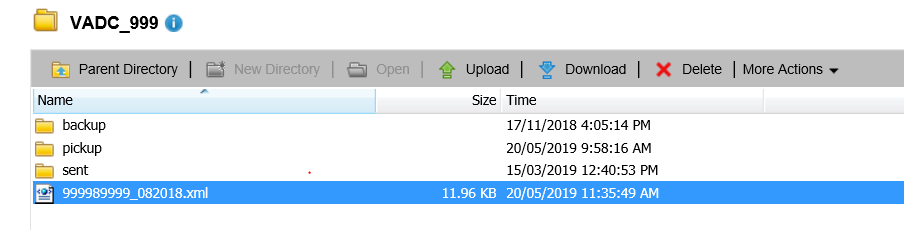 VADC_999
Parent Directory | New Directory | Open | Upload | Download | Delete | More Actions
Name Size Time
backup 17/11/2018 4:05:14 PM
pickup 20/05/2019 9:58:16 AM
sent 15/03/2019 12:40:53 PM
999989999_082018.xml 11.96 KB 20/05/2019 11:35:49 AM